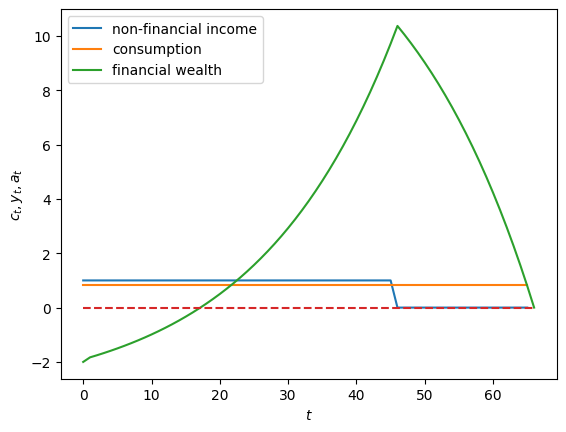 non-financial income
consumption
financial wealth
10
8
6
4
2
0
−2
c_t, y_t, a_t
0 10 20 30 40 50 60
t